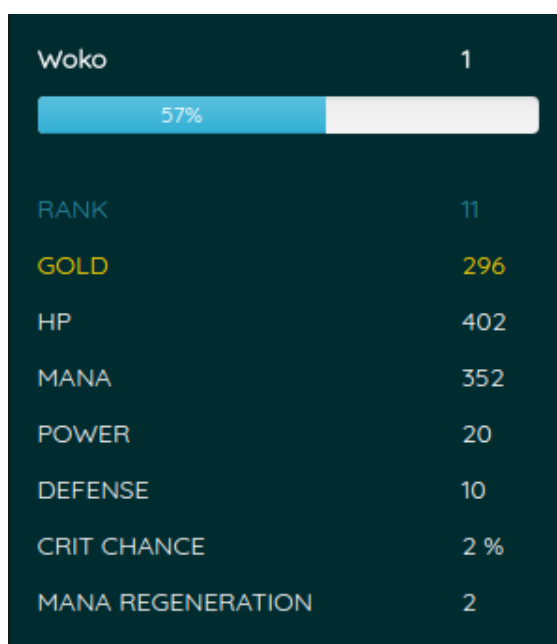 Woko 1
57%
RANK 11
GOLD 296
HP 402
MANA 352
POWER 20
DEFENSE 10
CRIT CHANCE 2 %
MANA REGENERATION 2